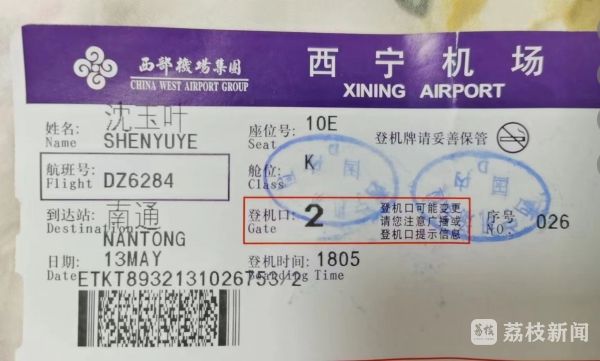 西部機場集团 西宁机场
CHINA WEST AIRPORT GROUP XINING AIRPORT
姓名: 沈玉叶 座位号: 10E 登机牌请妥善保管
Name SHENYUYE Seat
航班号: DZ6284 舱位: K
Flight Class
到达站: 南通 登机口: 2 登机口可能变更
Destination Gate 请您注意广播或
NANTONG 登机口提示信息
序号 026
NO.
日期: 13MAY 登机时间: 1805
Date ETKT8932131026753/2 Boarding Time
荔枝 荔枝新闻